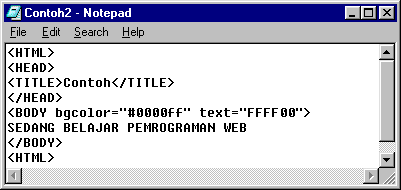 Contoh2 - Notepad
File Edit Search Help
<HTML>
<HEAD>
<TITLE>Contoh</TITLE>
</HEAD>
<BODY bgcolor="#0000ff" text="FFFF00">
SEDANG BELAJAR PEMROGRAMAN WEB
</BODY>
<HTML>